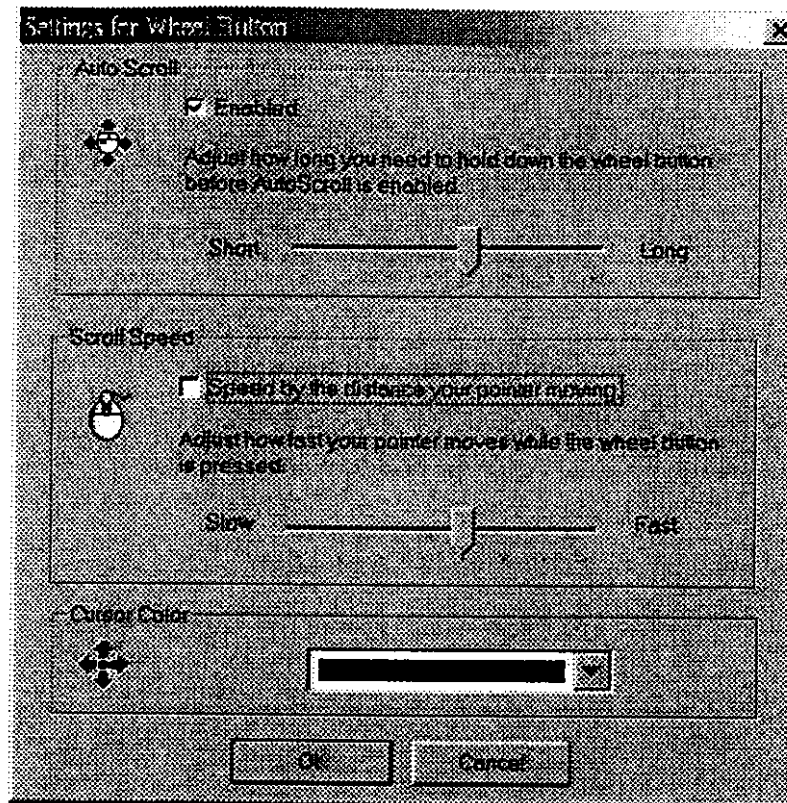 Settings for Wheel Button
Auto Scroll
Enabled
Adjust how long you need to hold down the wheel button
before AutoScroll is enabled.
Short Long
Scroll Speed
Speed by the distance your pointer moving
Adjust how fast your pointer moves while the wheel button
is pressed.
Slow Fast
Cursor Color
OK Cancel